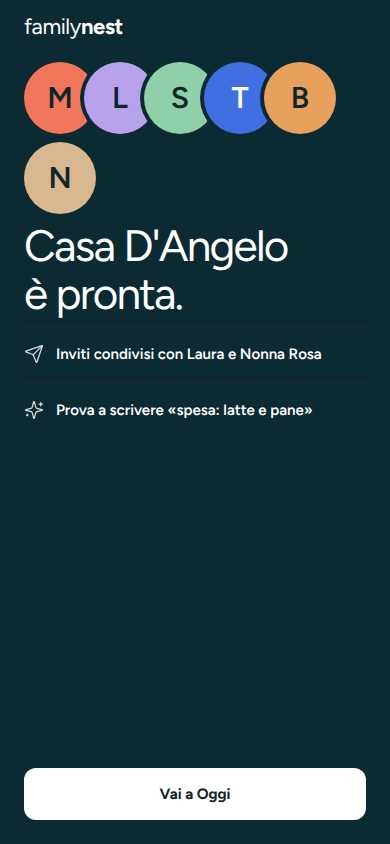 familynest
M L S T B
N
Casa D'Angelo
è pronta.
Inviti condivisi con Laura e Nonna Rosa
Prova a scrivere «spesa: latte e pane»
Vai a Oggi